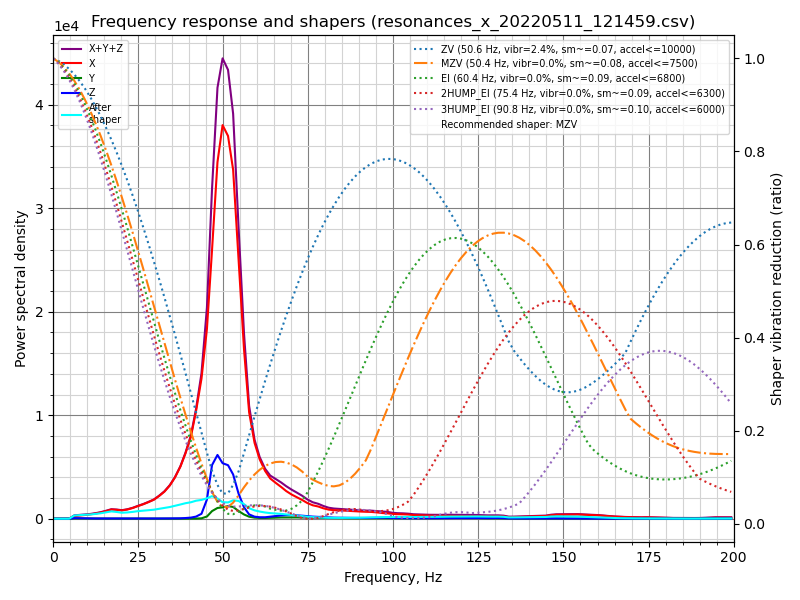 Frequency response and shapers (resonances_x_20220511_121459.csv)
1e4
X+Y+Z
X
Y
Z
After
shaper
ZV (50.6 Hz, vibr=2.4%, sm~=0.07, accel<=10000)
MZV (50.4 Hz, vibr=0.0%, sm~=0.08, accel<=7500)
EI (60.4 Hz, vibr=0.0%, sm~=0.09, accel<=6800)
2HUMP_EI (75.4 Hz, vibr=0.0%, sm~=0.09, accel<=6300)
3HUMP_EI (90.8 Hz, vibr=0.0%, sm~=0.10, accel<=6000)
Recommended shaper: MZV
Power spectral density
4
3
2
1
0
1.0
0.8
0.6
0.4
0.2
0.0
Shaper vibration reduction (ratio)
0 25 50 75 100 125 150 175 200
Frequency, Hz